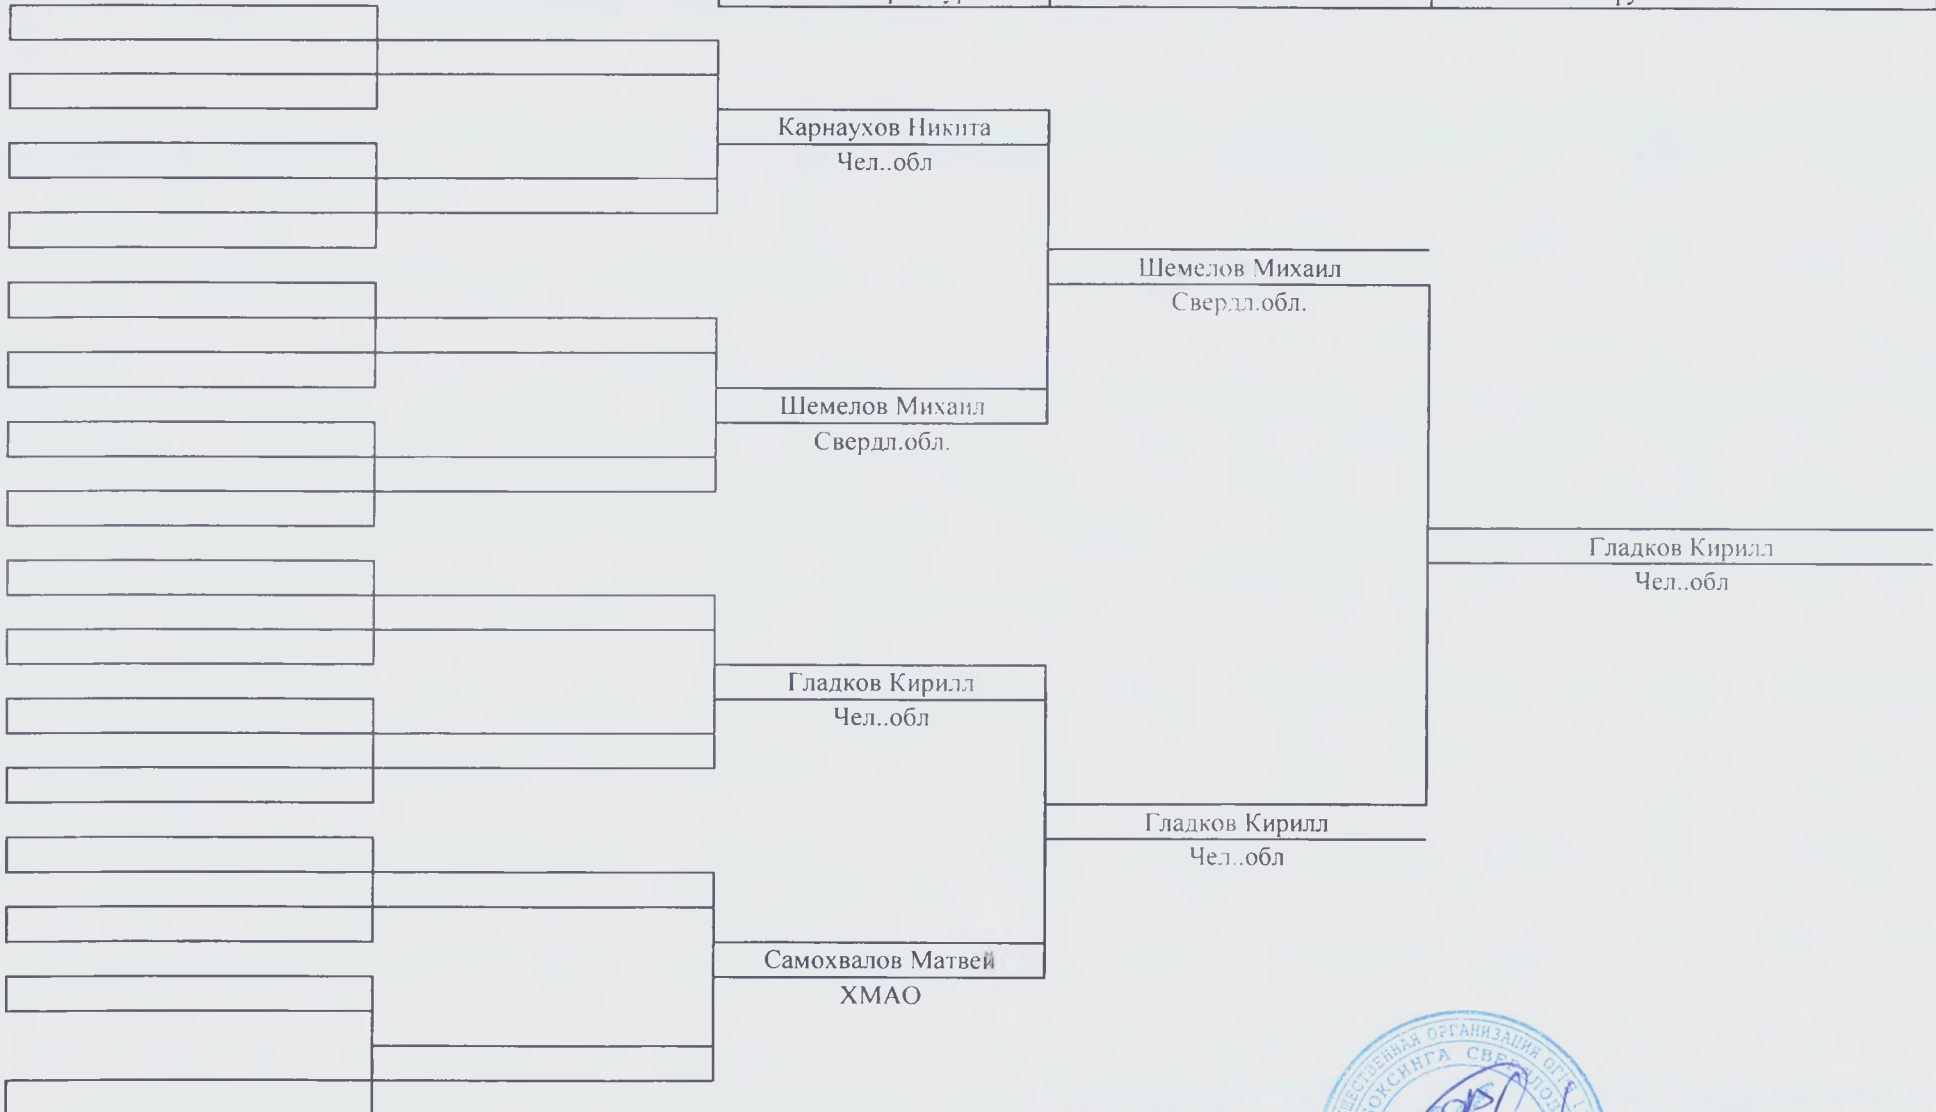 Карнаухов Никита
Чел..обл
Шемелов Михаил
Свердл.обл.
Шемелов Михаил
Свердл.обл.
Гладков Кирилл
Чел..обл
Гладков Кирилл
Чел..обл
Гладков Кирилл
Чел..обл
Самохвалов Матвей
ХМАО
ОРГАНИЗАЦИЯ